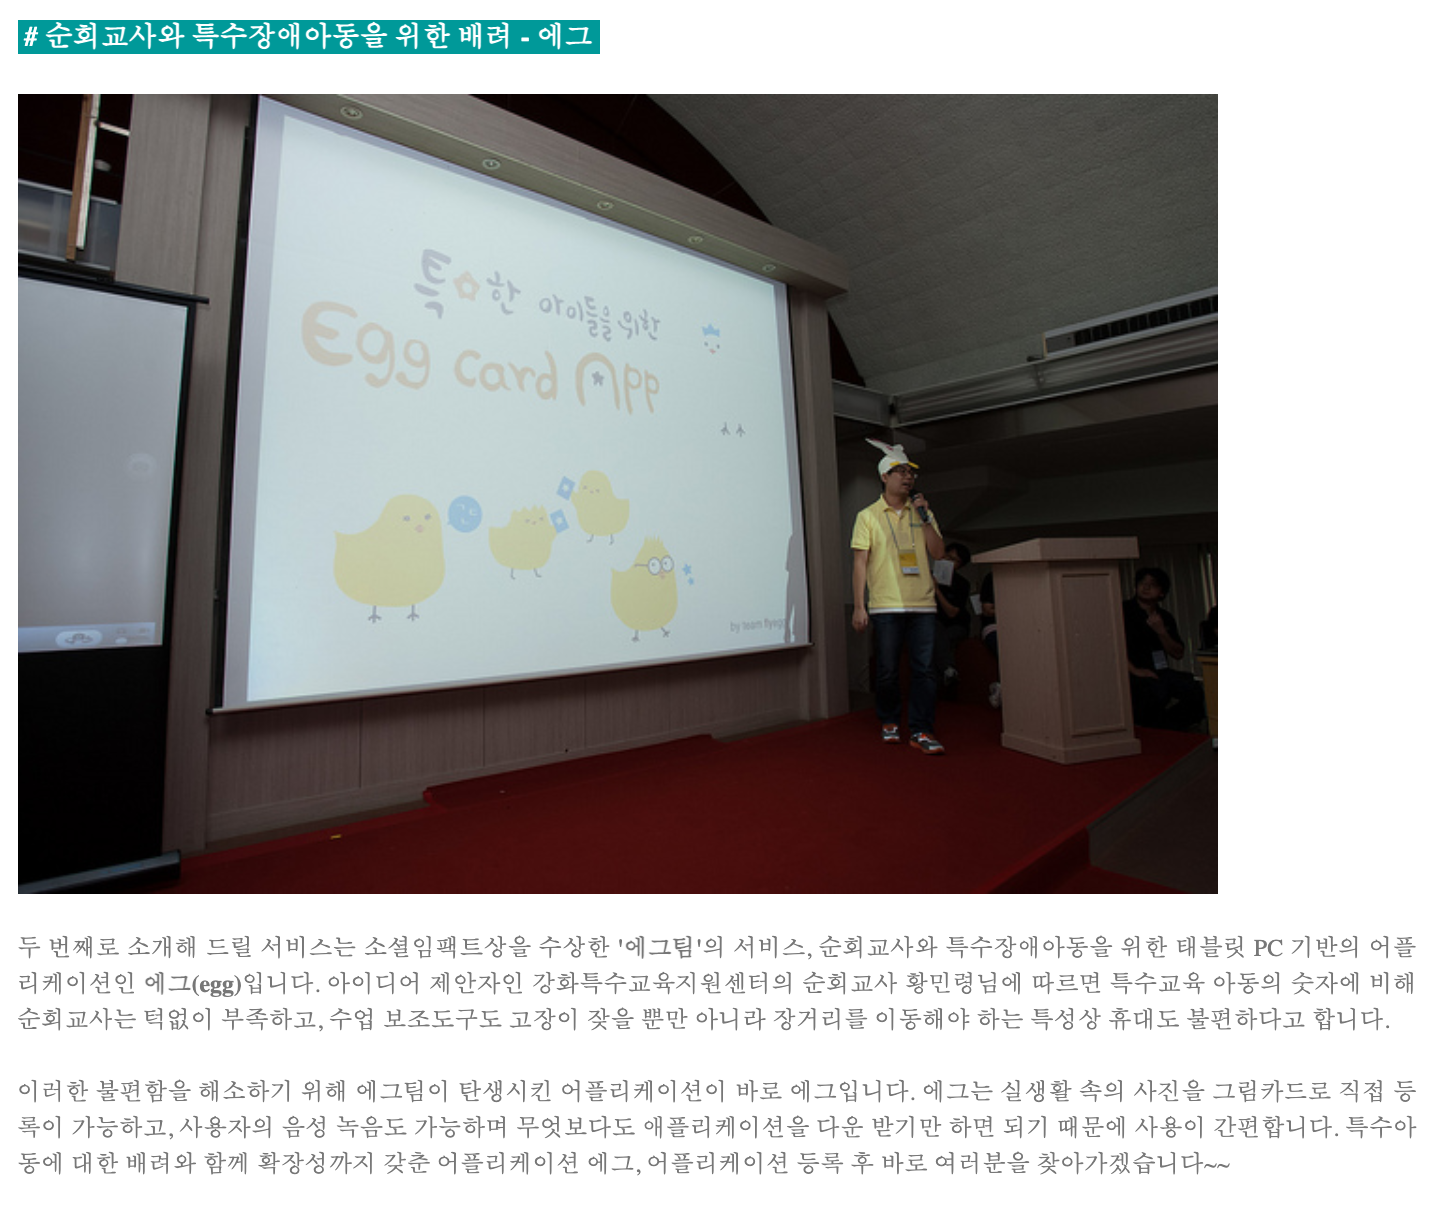 # 순회교사와 특수장애아동을 위한 배려 - 에그
특수한 아이들을위한
Egg card App
by team flyegg
두 번째로 소개해 드릴 서비스는 소셜임팩트상을 수상한 '에그팀'의 서비스, 순회교사와 특수장애아동을 위한 태블릿 PC 기반의 어플
리케이션인 에그(egg)입니다. 아이디어 제안자인 강화특수교육지원센터의 순회교사 황민령님에 따르면 특수교육 아동의 숫자에 비해
순회교사는 턱없이 부족하고, 수업 보조도구도 고장이 잦을 뿐만 아니라 장거리를 이동해야 하는 특성상 휴대도 불편하다고 합니다.
이러한 불편함을 해소하기 위해 에그팀이 탄생시킨 어플리케이션이 바로 에그입니다. 에그는 실생활 속의 사진을 그림카드로 직접 등
록이 가능하고, 사용자의 음성 녹음도 가능하며 무엇보다도 애플리케이션을 다운 받기만 하면 되기 때문에 사용이 간편합니다. 특수아
동에 대한 배려와 함께 확장성까지 갖춘 어플리케이션 에그, 어플리케이션 등록 후 바로 여러분을 찾아가겠습니다~~